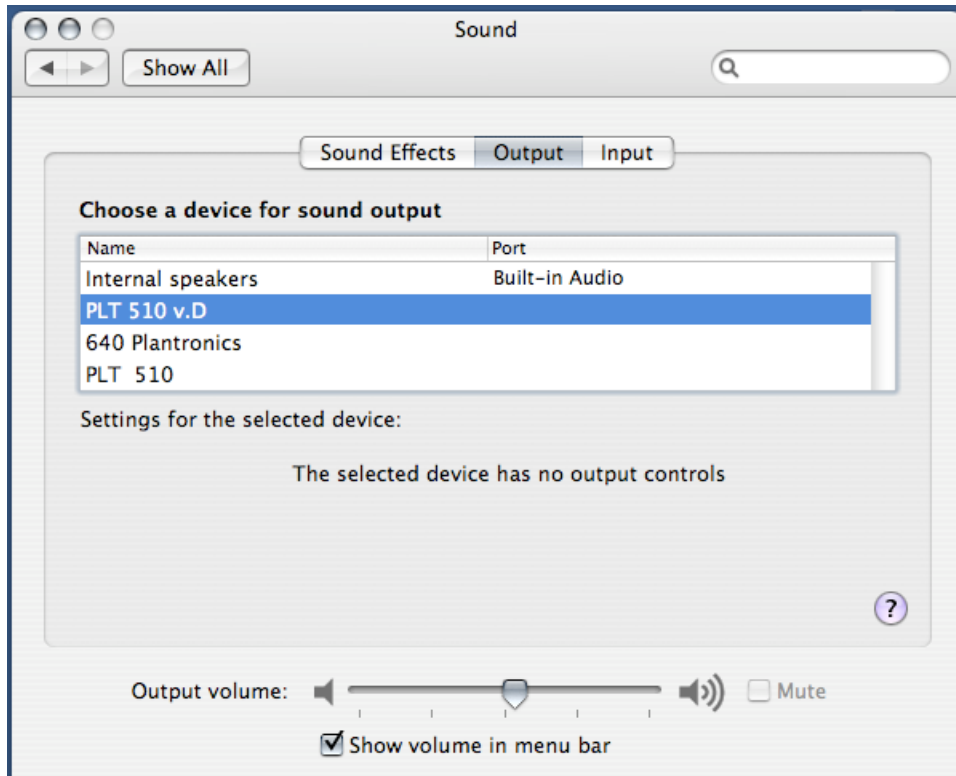 Sound
Show All
Sound Effects Output Input
Choose a device for sound output
Name Port
Internal speakers Built-in Audio
PLT 510 v.D
640 Plantronics
PLT 510
Settings for the selected device:
The selected device has no output controls
?
Output volume: Mute
Show volume in menu bar